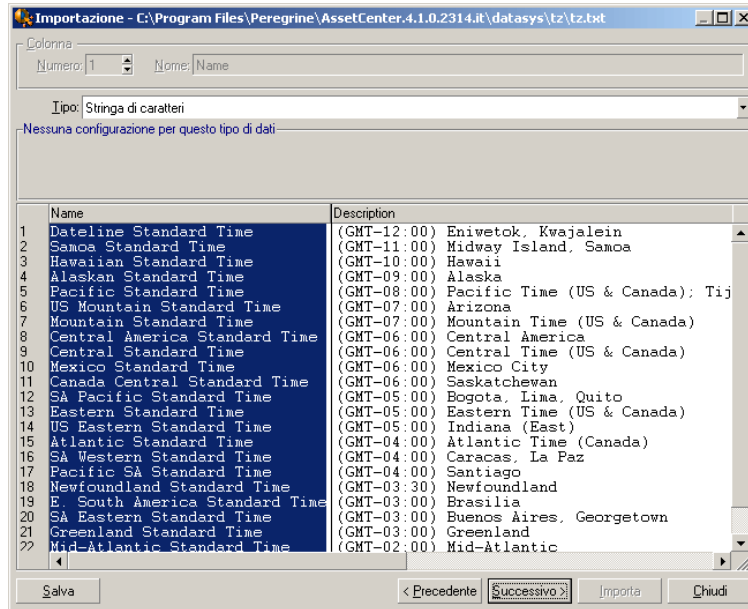 Importazione - C:\Program Files\Peregrine\AssetCenter.4.1.0.2314.it\datasys\tz\tz.txt
Colonna
Numero: 1 Nome: Name
Tipo: Stringa di caratteri
Nessuna configurazione per questo tipo di dati
Name Description
1 Dateline Standard Time (GMT-12:00) Eniwetok, Kwajalein
2 Samoa Standard Time (GMT-11:00) Midway Island, Samoa
3 Hawaiian Standard Time (GMT-10:00) Hawaii
4 Alaskan Standard Time (GMT-09:00) Alaska
5 Pacific Standard Time (GMT-08:00) Pacific Time (US & Canada); Tij
6 US Mountain Standard Time (GMT-07:00) Arizona
7 Mountain Standard Time (GMT-07:00) Mountain Time (US & Canada)
8 Central America Standard Time (GMT-06:00) Central America
9 Central Standard Time (GMT-06:00) Central Time (US & Canada)
10 Mexico Standard Time (GMT-06:00) Mexico City
11 Canada Central Standard Time (GMT-06:00) Saskatchewan
12 SA Pacific Standard Time (GMT-05:00) Bogota, Lima, Quito
13 Eastern Standard Time (GMT-05:00) Eastern Time (US & Canada)
14 US Eastern Standard Time (GMT-05:00) Indiana (East)
15 Atlantic Standard Time (GMT-04:00) Atlantic Time (Canada)
16 SA Western Standard Time (GMT-04:00) Caracas, La Paz
17 Pacific SA Standard Time (GMT-04:00) Santiago
18 Newfoundland Standard Time (GMT-03:30) Newfoundland
19 E. South America Standard Time (GMT-03:00) Brasilia
20 SA Eastern Standard Time (GMT-03:00) Buenos Aires, Georgetown
21 Greenland Standard Time (GMT-03:00) Greenland
22 Mid-Atlantic Standard Time (GMT-02:00) Mid-Atlantic
Salva < Precedente Successivo > Importa Chiudi